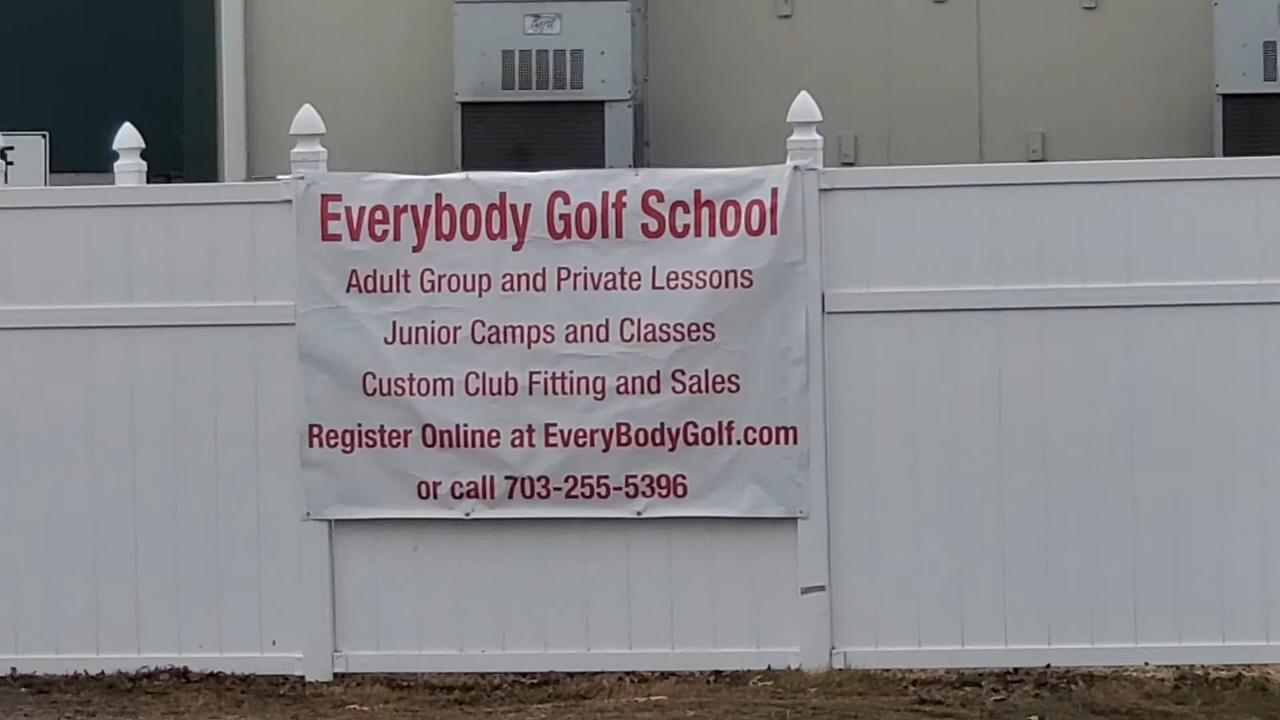 Everybody Golf School
Adult Group and Private Lessons
Junior Camps and Classes
Custom Club Fitting and Sales
Register Online at EveryBodyGolf.com
or call 703-255-5396